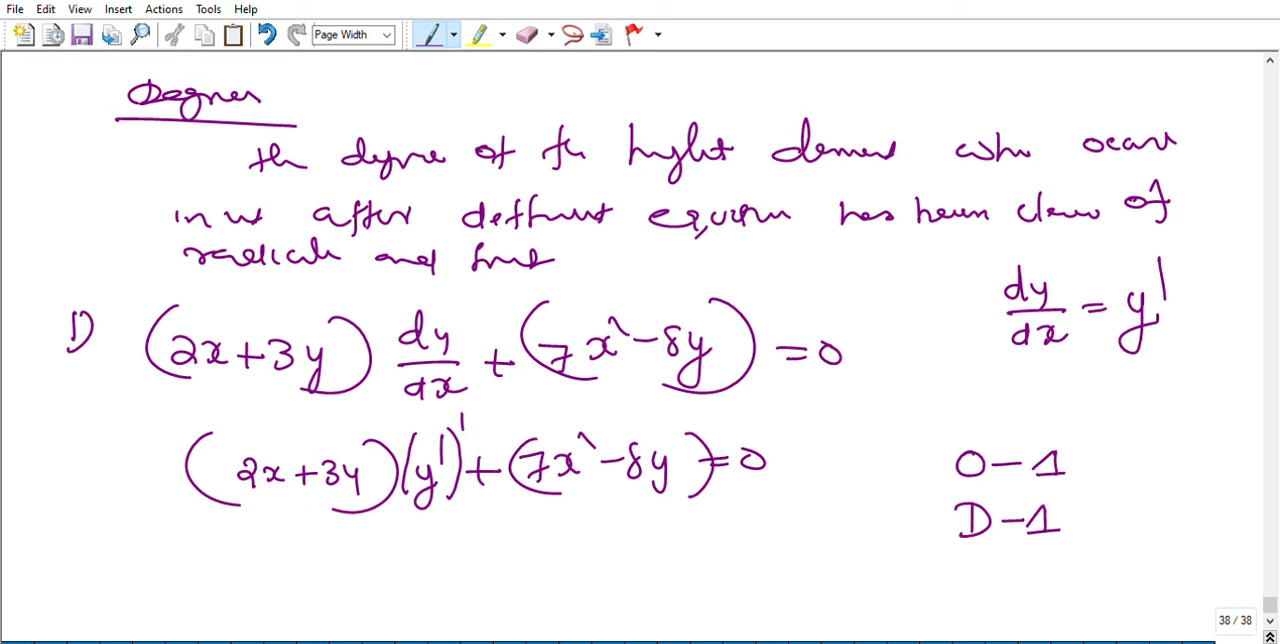 File Edit View Insert Actions Tools Help
Page Width
Degree
the degree of the highest derivative which occurs
in it after differential equation has been clear of
radicals and
dy/dx = y'
1) (2x+3y) dy/dx + (7x²-8y) = 0
(2x+3y)(y')¹+(7x²-8y)=0
O-1
D-1
38 / 38